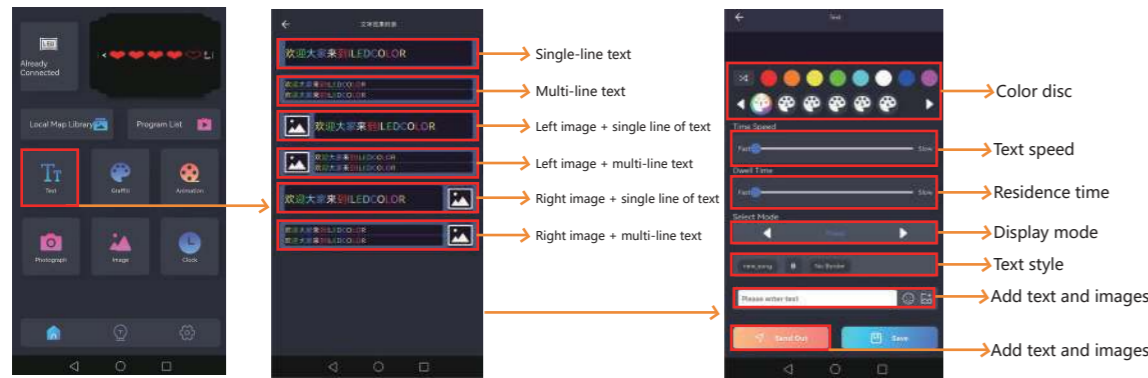 LED
Already
Connected
Local Map Library
Program List
Text
Graffiti
Animation
Photograph
Image
Clock
欢迎大家来到LEDCOLOR
欢迎大家来到LEDCOLOR
欢迎大家来到LEDCOLOR
欢迎大家来到LEDCOLOR
欢迎大家来到LEDCOLOR
欢迎大家来到LEDCOLOR
欢迎大家来到LEDCOLOR
欢迎大家来到LEDCOLOR
欢迎大家来到LEDCOLOR
Single-line text
Multi-line text
Left image + single line of text
Left image + multi-line text
Right image + single line of text
Right image + multi-line text
Text
Time Speed
Fast
Slow
Dwell Time
Fast
Slow
Select Mode
new_song
B
No Border
Please enter text
Send Out
Save
Color disc
Text speed
Residence time
Display mode
Text style
Add text and images
Add text and images